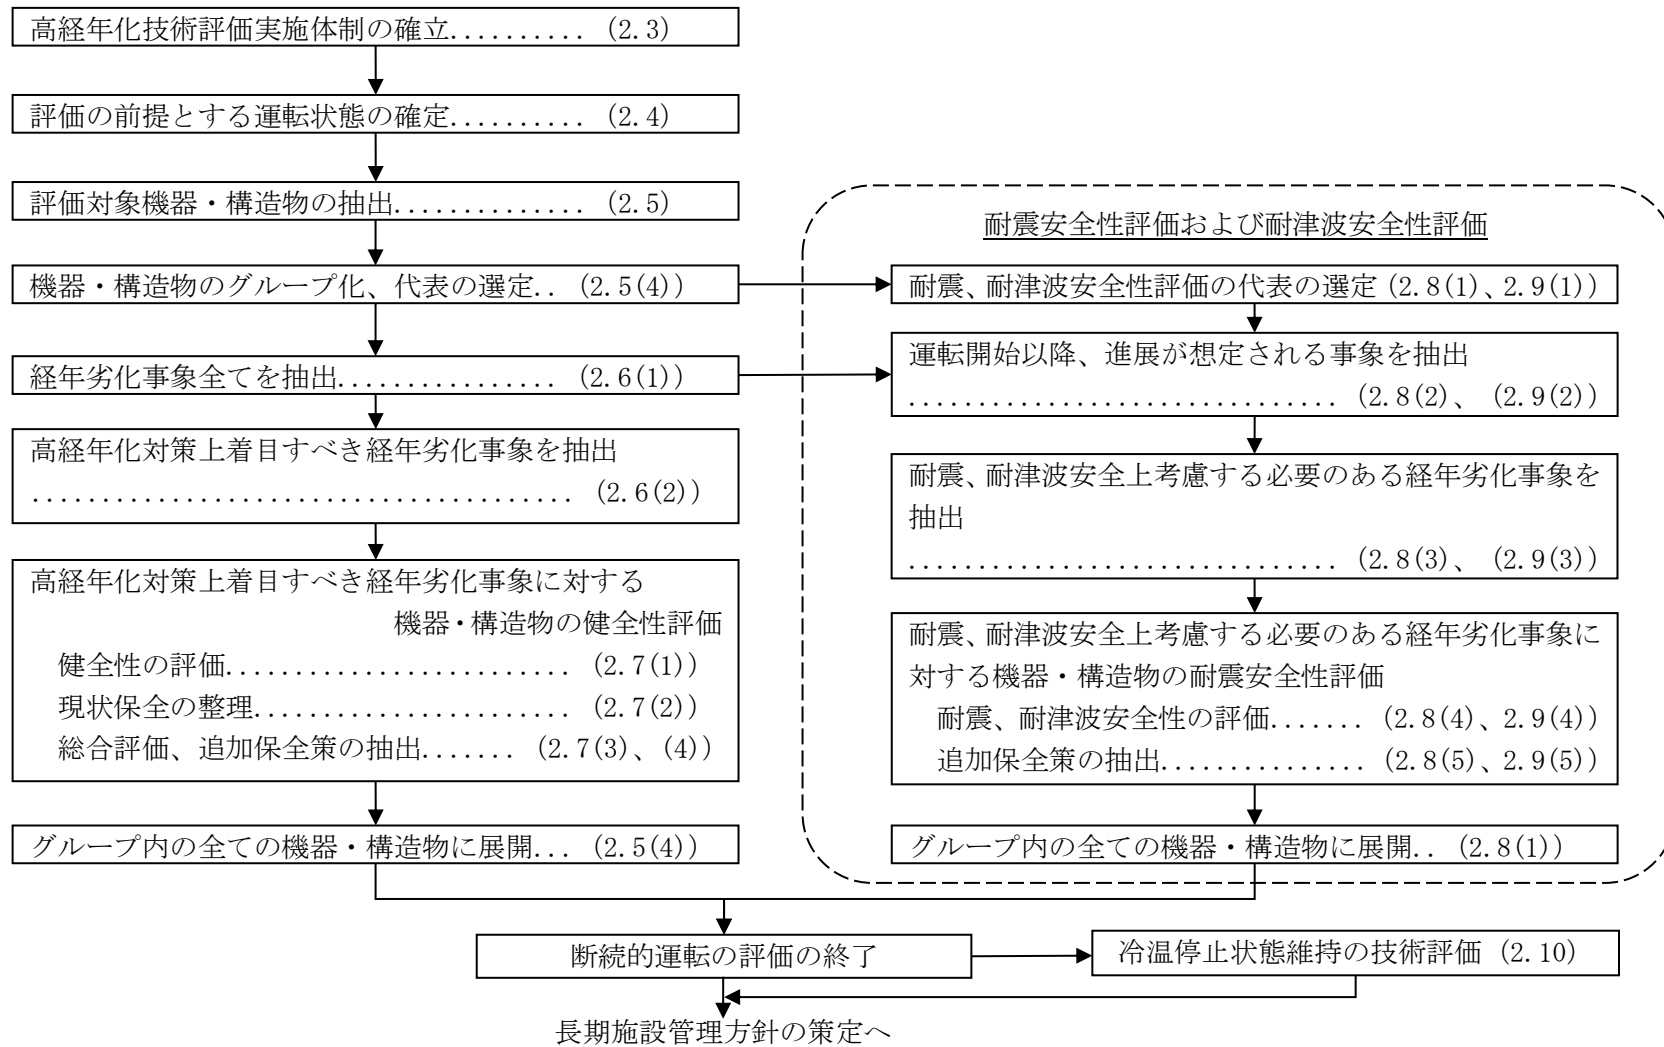 高経年化技術評価実施体制の確立.......... (2.3)
評価の前提とする運転状態の確定.......... (2.4)
評価対象機器・構造物の抽出.............. (2.5)
機器・構造物のグループ化、代表の選定.. (2.5(4))
経年劣化事象全てを抽出................ (2.6(1))
高経年化対策上着目すべき経年劣化事象を抽出
....................................... (2.6(2))
高経年化対策上着目すべき経年劣化事象に対する
機器・構造物の健全性評価
健全性の評価......................... (2.7(1))
現状保全の整理....................... (2.7(2))
総合評価、追加保全策の抽出....... (2.7(3)、(4))
グループ内の全ての機器・構造物に展開... (2.5(4))
耐震安全性評価および耐津波安全性評価
耐震、耐津波安全性評価の代表の選定 (2.8(1)、2.9(1))
運転開始以降、進展が想定される事象を抽出
............................... (2.8(2)、 (2.9(2))
耐震、耐津波安全上考慮する必要のある経年劣化事象を
抽出
............................... (2.8(3)、 (2.9(3))
耐震、耐津波安全上考慮する必要のある経年劣化事象に
対する機器・構造物の耐震安全性評価
耐震、耐津波安全性の評価....... (2.8(4)、2.9(4))
追加保全策の抽出............... (2.8(5)、2.9(5))
グループ内の全ての機器・構造物に展開.. (2.8(1))
断続的運転の評価の終了
冷温停止状態維持の技術評価 (2.10)
長期施設管理方針の策定へ